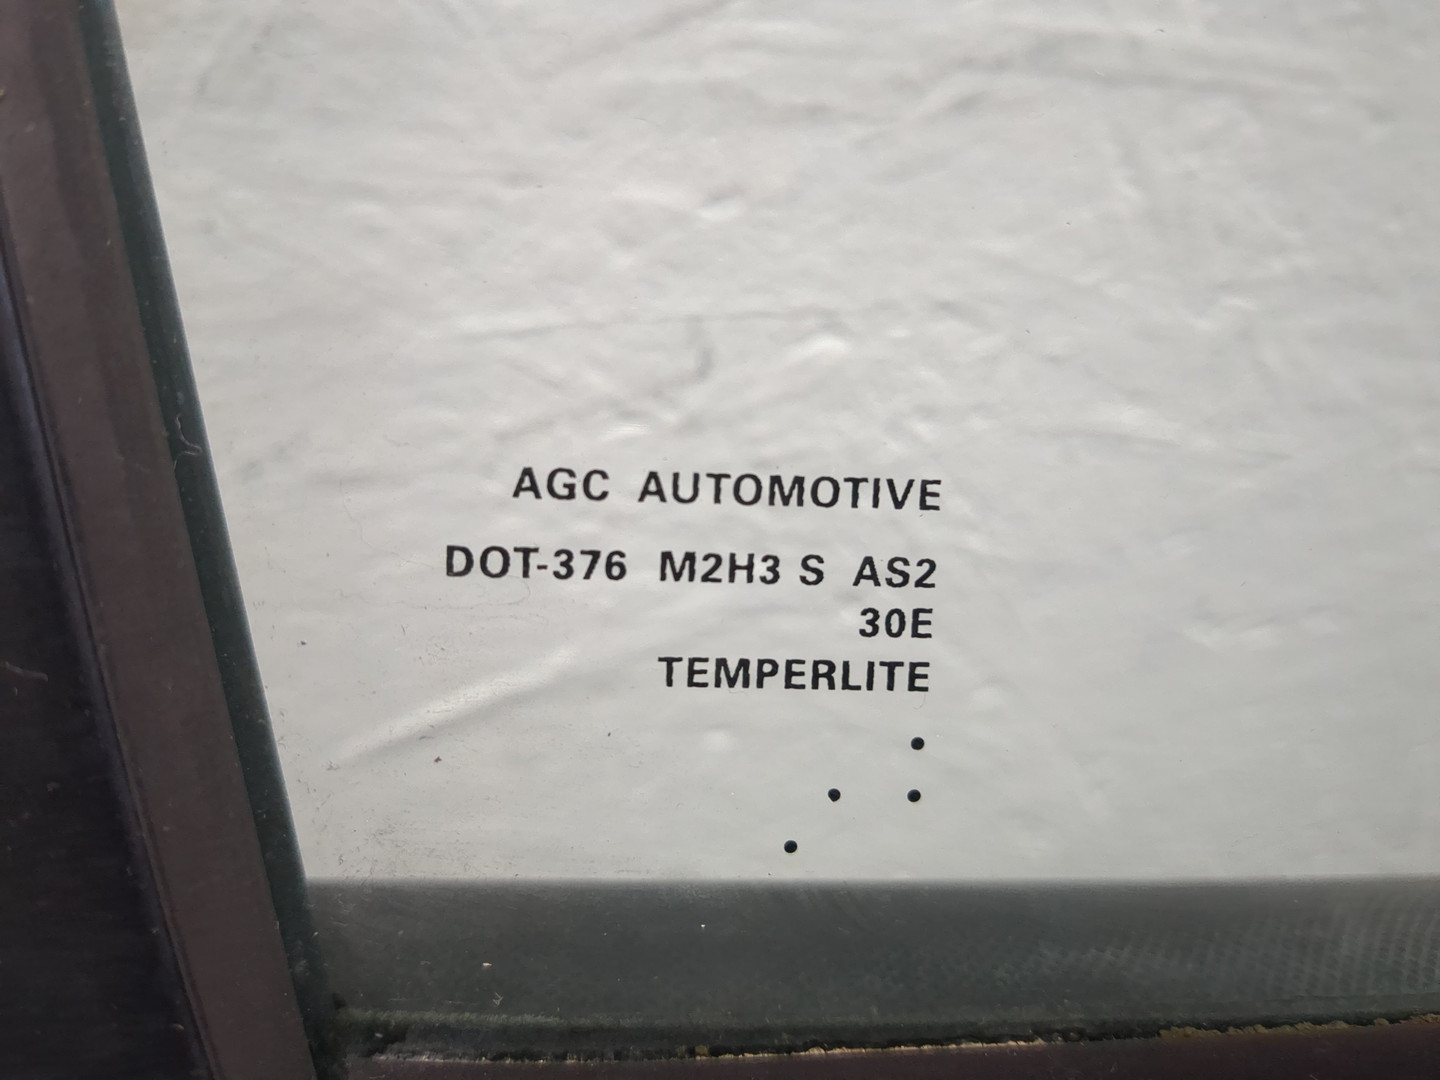 AGC AUTOMOTIVE
DOT-376 M2H3 S AS2
30E
TEMPERLITE